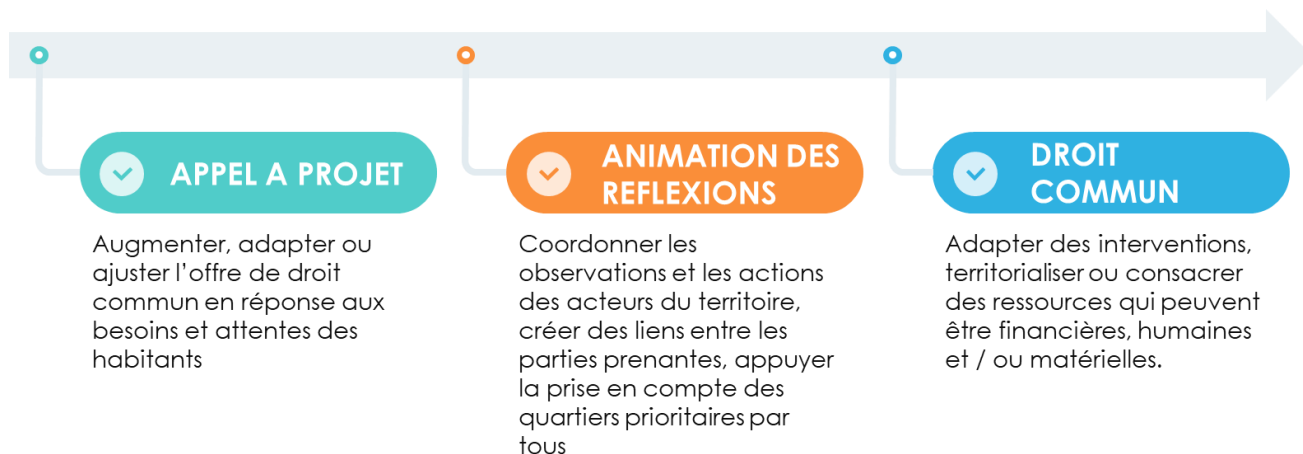 APPEL A PROJET
Augmenter, adapter ou
ajuster l'offre de droit
commun en réponse aux
besoins et attentes des
habitants
ANIMATION DES
REFLEXIONS
Coordonner les
observations et les actions
des acteurs du territoire,
créer des liens entre les
parties prenantes, appuyer
la prise en compte des
quartiers prioritaires par
tous
DROIT
COMMUN
Adapter des interventions,
territorialiser ou consacrer
des ressources qui peuvent
être financières, humaines
et / ou matérielles.